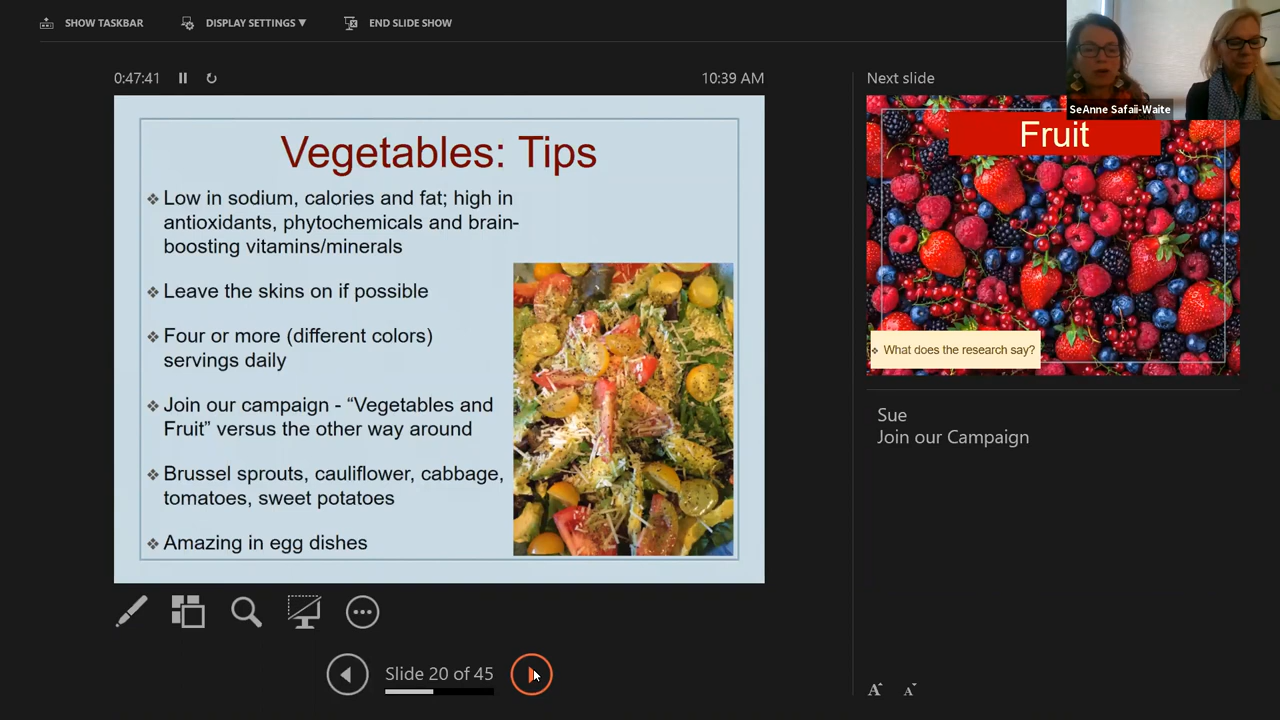 SHOW TASKBAR
DISPLAY SETTINGS ▼
END SLIDE SHOW
0:47:41
10:39 AM
Vegetables: Tips
❖ Low in sodium, calories and fat; high in
antioxidants, phytochemicals and brain-
boosting vitamins/minerals
❖ Leave the skins on if possible
❖ Four or more (different colors)
servings daily
❖ Join our campaign - “Vegetables and
Fruit” versus the other way around
❖ Brussel sprouts, cauliflower, cabbage,
tomatoes, sweet potatoes
❖ Amazing in egg dishes
Slide 20 of 45
Next slide
SeAnne Safaii-Waite
Fruit
❖ What does the research say?
Sue
Join our Campaign
A A